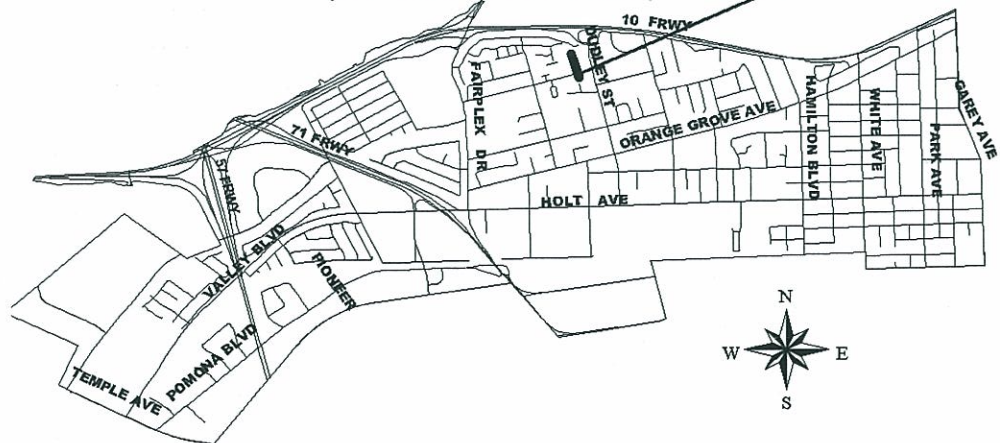 10 FRWY
DUDLEY ST
FAIRPLEX DR
ORANGE GROVE AVE
HAMILTON BLVD
WHITE AVE
PARK AVE
GAREY AVE
71 FRWY
57 FRWY
HOLT AVE
VALLEY BLVD
PIONEER
POMONA BLVD
TEMPLE AVE
N
W
E
S